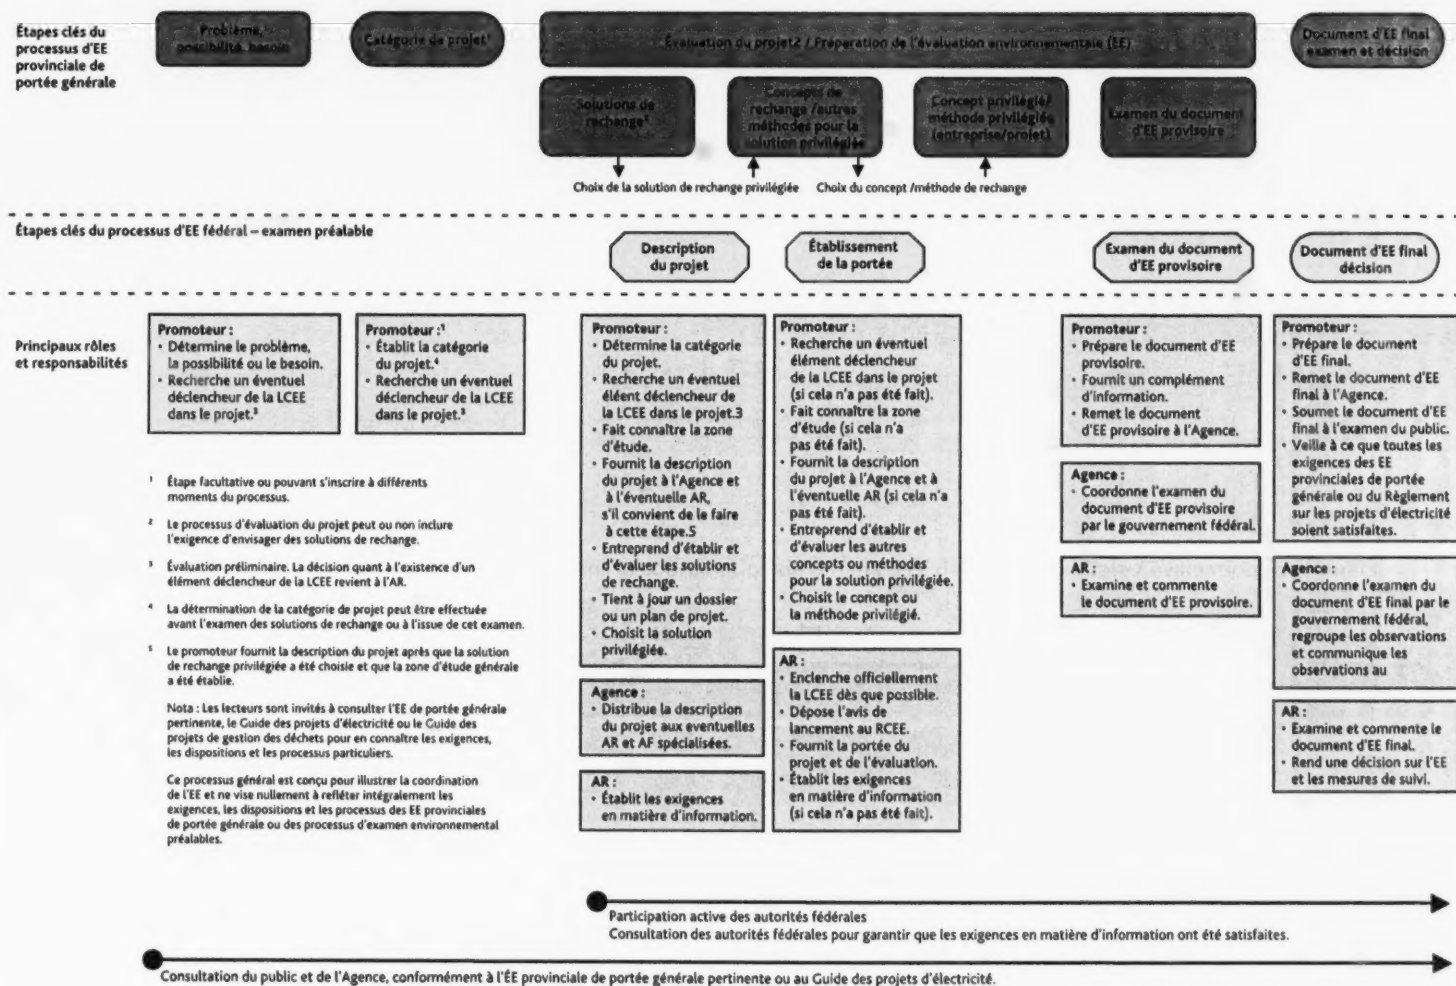 Étapes clés du
processus d'EE
provinciale de
portée générale
Problème,
possibilité, besoin
Catégorie de projet¹
Évaluation du projet2 / Préparation de l'évaluation environnementale (EE)
Document d'EE final
examen et décision
Solutions de
rechange²
Concepts de
rechange /autres
méthodes pour la
solution privilégiée
Concept privilégié/
méthode privilégiée
(entreprise/projet)
Examen du document
d'EE provisoire
Choix de la solution de rechange privilégiée
Choix du concept /méthode de rechange
Étapes clés du processus d'EE fédéral – examen préalable
Description
du projet
Établissement
de la portée
Examen du document
d'EE provisoire
Document d'EE final
décision
Principaux rôles
et responsabilités
Promoteur :
· Détermine le problème,
la possibilité ou le besoin.
· Recherche un éventuel
déclencheur de la LCEE
dans le projet.³
Promoteur :¹
· Établit la catégorie
du projet.⁴
· Recherche un éventuel
déclencheur de la LCEE
dans le projet.³
¹ Étape facultative ou pouvant s'inscrire à différents
moments du processus.
² Le processus d'évaluation du projet peut ou non inclure
l'exigence d'envisager des solutions de rechange.
³ Évaluation préliminaire. La décision quant à l'existence d'un
élément déclencheur de la LCEE revient à l'AR.
⁴ La détermination de la catégorie de projet peut être effectuée
avant l'examen des solutions de rechange ou à l'issue de cet examen.
⁵ Le promoteur fournit la description du projet après que la solution
de rechange privilégiée a été choisie et que la zone d'étude générale
a été établie.
Nota : Les lecteurs sont invités à consulter l'EE de portée générale
pertinente, le Guide des projets d'électricité ou le Guide des
projets de gestion des déchets pour en connaître les exigences,
les dispositions et les processus particuliers.
Ce processus général est conçu pour illustrer la coordination
de l'EE et ne vise nullement à refléter intégralement les
exigences, les dispositions et les processus des EE provinciales
de portée générale ou des processus d'examen environnemental
préalables.
Promoteur :
· Détermine la catégorie
du projet.
· Recherche un éventuel
éléent déclencheur de
la LCEE dans le projet.3
· Fait connaître la zone
d'étude.
· Fournit la description
du projet à l'Agence et
à l'éventuelle AR,
s'il convient de le faire
à cette étape.5
· Entreprend d'établir et
d'évaluer les solutions
de rechange.
· Tient à jour un dossier
ou un plan de projet.
· Choisit la solution
privilégiée.
Agence :
· Distribue la description
du projet aux eventuelles
AR et AF spécialisées.
AR :
· Établit les exigences
en matière d'information.
Promoteur :
· Recherche un éventuel
élément déclencheur
de la LCEE dans le projet
(si cela n'a pas été fait).
· Fait connaître la zone
d'étude (si cela n'a
pas été fait).
· Fournit la description
du projet à l'Agence et à
l'éventuelle AR (si cela n'a
pas été fait).
· Entreprend d'établir et
d'évaluer les autres
concepts ou méthodes
pour la solution privilégiée.
· Choisit le concept ou
la méthode privilégié.
AR :
· Enclenche officiellement
la LCEE dès que possible.
· Dépose l'avis de
lancement au RCEE.
· Fournit la portée du
projet et de l'évaluation.
· Établit les exigences
en matière d'information
(si cela n'a pas été fait).
Promoteur :
· Prépare le document d'EE
provisoire.
· Fournit un complément
d'information.
· Remet le document
d'EE provisoire à l'Agence.
Agence :
· Coordonne l'examen du
document d'EE provisoire
par le gouvernement fédéral.
AR :
· Examine et commente
le document d'EE provisoire.
Promoteur :
· Prépare le document
d'EE final.
· Remet le document d'EE
final à l'Agence.
· Soumet le document d'EE
final à l'examen du public.
· Veille à ce que toutes les
exigences des EE
provinciales de portée
générale ou du Règlement
sur les projets d'électricité
soient satisfaites.
Agence :
· Coordonne l'examen du
document d'EE final par le
gouvernement fédéral,
regroupe les observations
et communique les
observations au
AR :
· Examine et commente le
document d'EE final.
· Rend une décision sur l'EE
et les mesures de suivi.
Participation active des autorités fédérales
Consultation des autorités fédérales pour garantir que les exigences en matière d'information ont été satisfaites.
Consultation du public et de l'Agence, conformément à l'ÉE provinciale de portée générale pertinente ou au Guide des projets d'électricité.